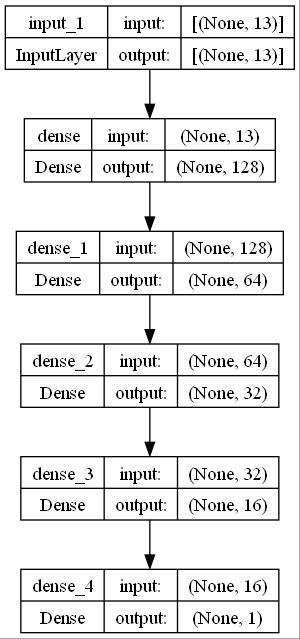 input_1 input: [(None, 13)]
InputLayer output: [(None, 13)]
dense input: (None, 13)
Dense output: (None, 128)
dense_1 input: (None, 128)
Dense output: (None, 64)
dense_2 input: (None, 64)
Dense output: (None, 32)
dense_3 input: (None, 32)
Dense output: (None, 16)
dense_4 input: (None, 16)
Dense output: (None, 1)